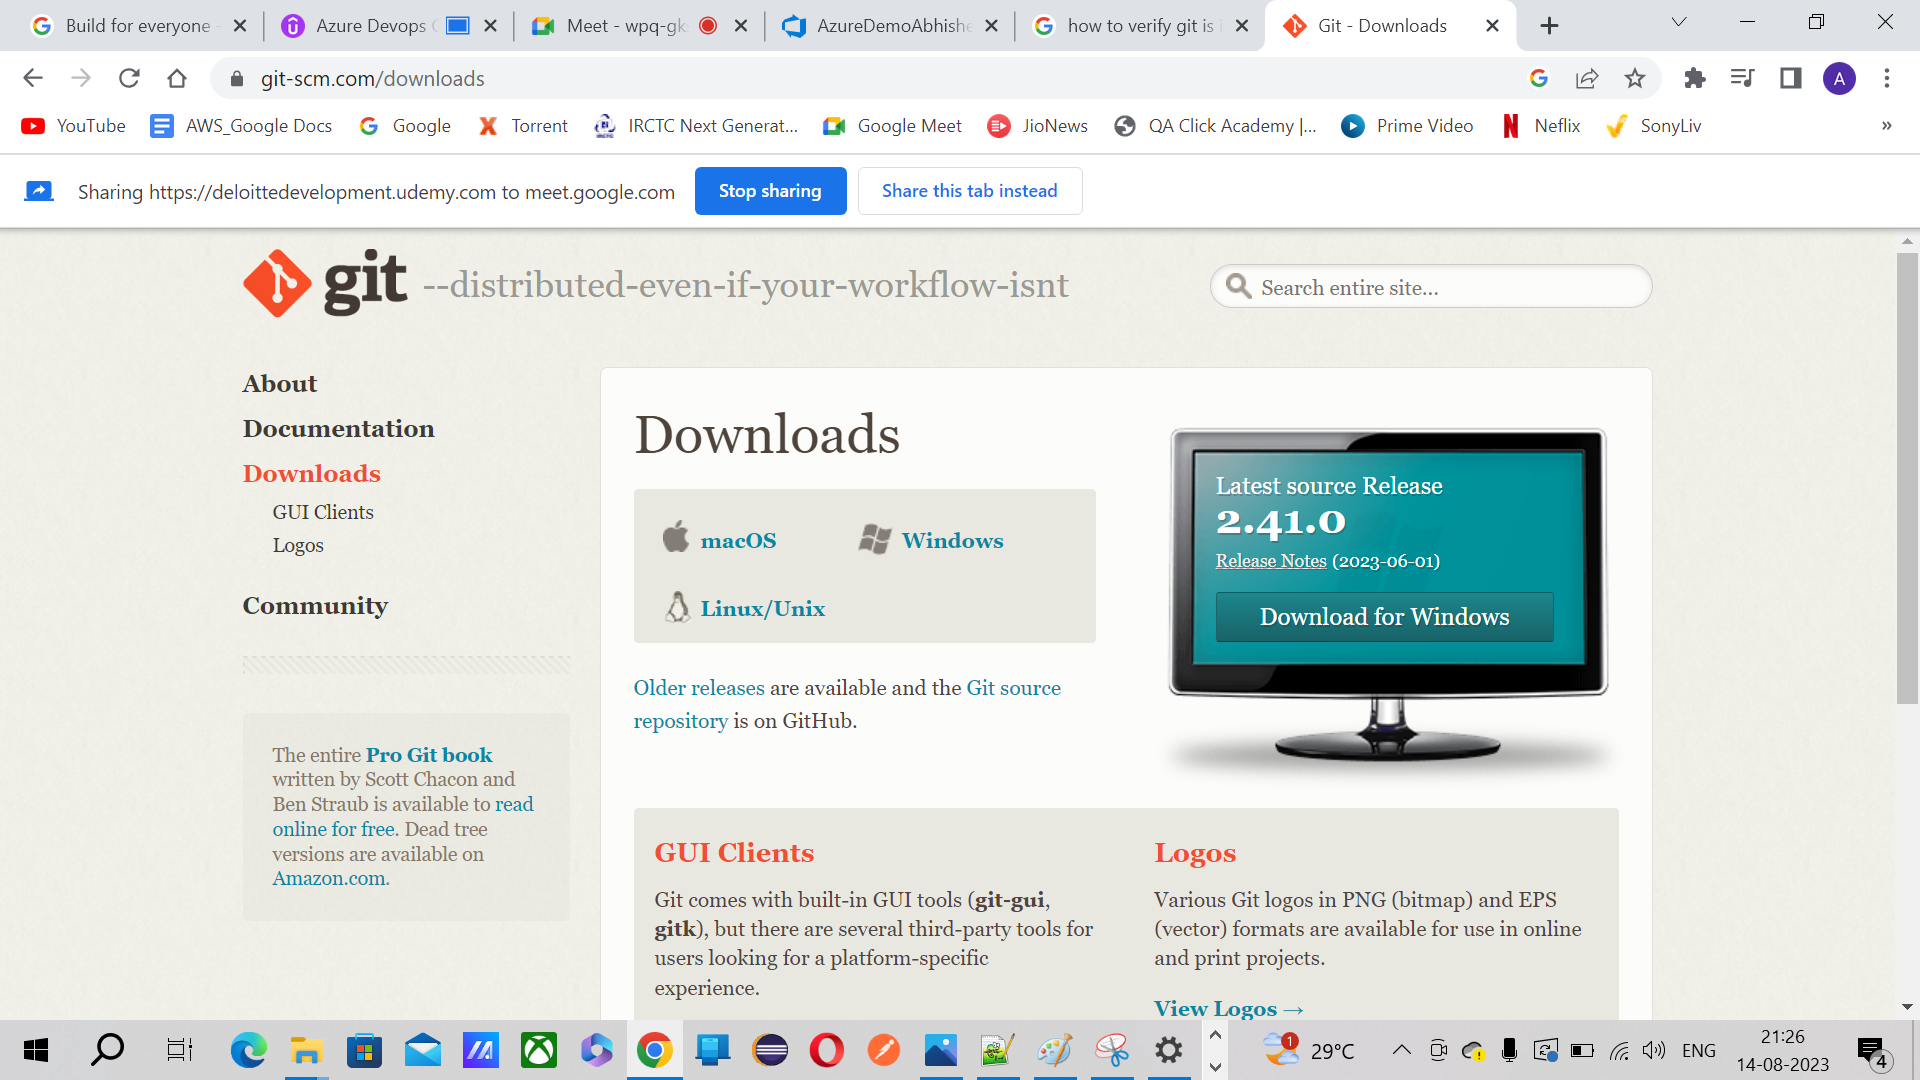 Build for everyone
Azure Devops
Meet - wpq-gk
AzureDemoAbhishe
how to verify git is i
Git - Downloads
git-scm.com/downloads
A
YouTube
AWS_Google Docs
Google
Torrent
IRCTC Next Generat...
Google Meet
JioNews
QA Click Academy |...
Prime Video
Neflix
SonyLiv
»
Sharing https://deloittedevelopment.udemy.com to meet.google.com
Stop sharing
Share this tab instead
git --distributed-even-if-your-workflow-isnt
Search entire site...
About
Documentation
Downloads
GUI Clients
Logos
Community
The entire Pro Git book
written by Scott Chacon and
Ben Straub is available to read
online for free. Dead tree
versions are available on
Amazon.com.
Downloads
macOS
Windows
Linux/Unix
Older releases are available and the Git source
repository is on GitHub.
Latest source Release
2.41.0
Release Notes (2023-06-01)
Download for Windows
GUI Clients
Git comes with built-in GUI tools (git-gui,
gitk), but there are several third-party tools for
users looking for a platform-specific
experience.
Logos
Various Git logos in PNG (bitmap) and EPS
(vector) formats are available for use in online
and print projects.
View Logos →
1
29°C
ENG
21:26
14-08-2023
4